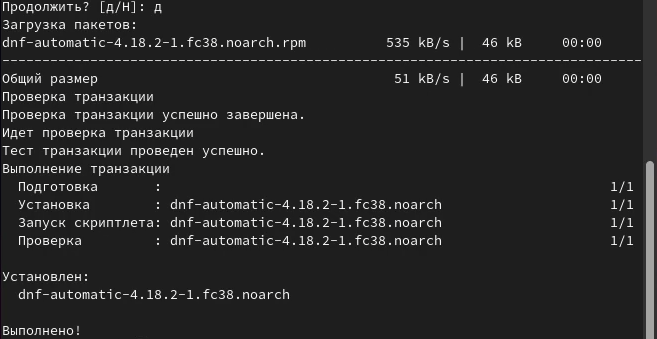 Продолжить? [д/Н]: д
Загрузка пакетов:
dnf-automatic-4.18.2-1.fc38.noarch.rpm 535 kB/s | 46 kB 00:00
--------------------------------------------------------------------------------
Общий размер 51 kB/s | 46 kB 00:00
Проверка транзакции
Проверка транзакции успешно завершена.
Идет проверка транзакции
Тест транзакции проведен успешно.
Выполнение транзакции
Подготовка : 1/1
Установка : dnf-automatic-4.18.2-1.fc38.noarch 1/1
Запуск скриптлета: dnf-automatic-4.18.2-1.fc38.noarch 1/1
Проверка : dnf-automatic-4.18.2-1.fc38.noarch 1/1
Установлен:
dnf-automatic-4.18.2-1.fc38.noarch
Выполнено!